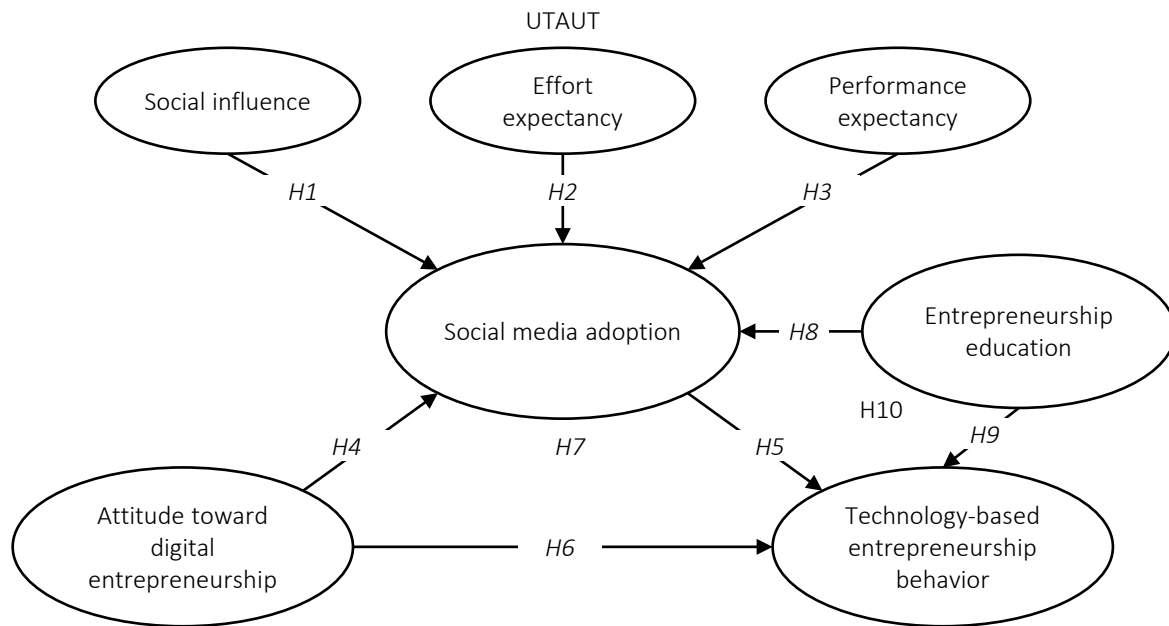 UTAUT
Social influence
Effort
expectancy
Performance
expectancy
H1
H2
H3
Social media adoption
H8
Entrepreneurship
education
H10
H4
H7
H5
H9
Attitude toward
digital
entrepreneurship
H6
Technology-based
entrepreneurship
behavior